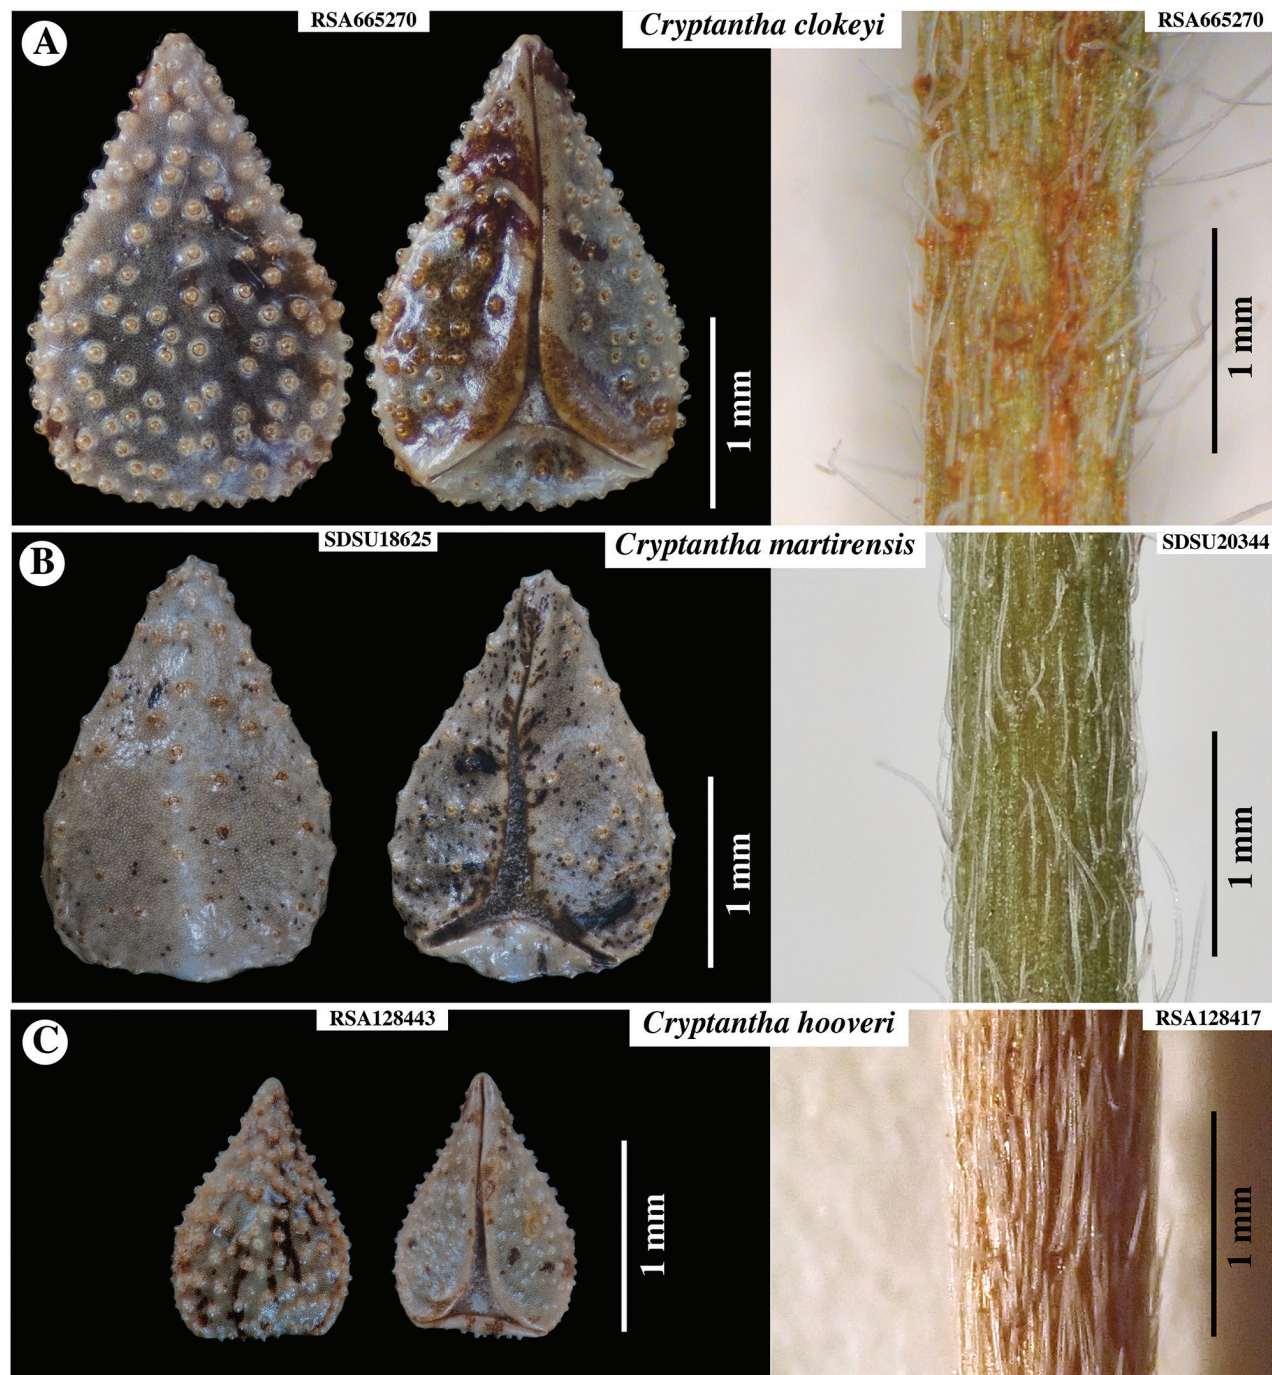 A
RSA665270
Cryptantha clokeyi
RSA665270
1 mm
1 mm
B
SDSU18625
Cryptantha martirensis
SDSU20344
1 mm
1 mm
C
RSA128443
Cryptantha hooveri
RSA128417
1 mm
1 mm